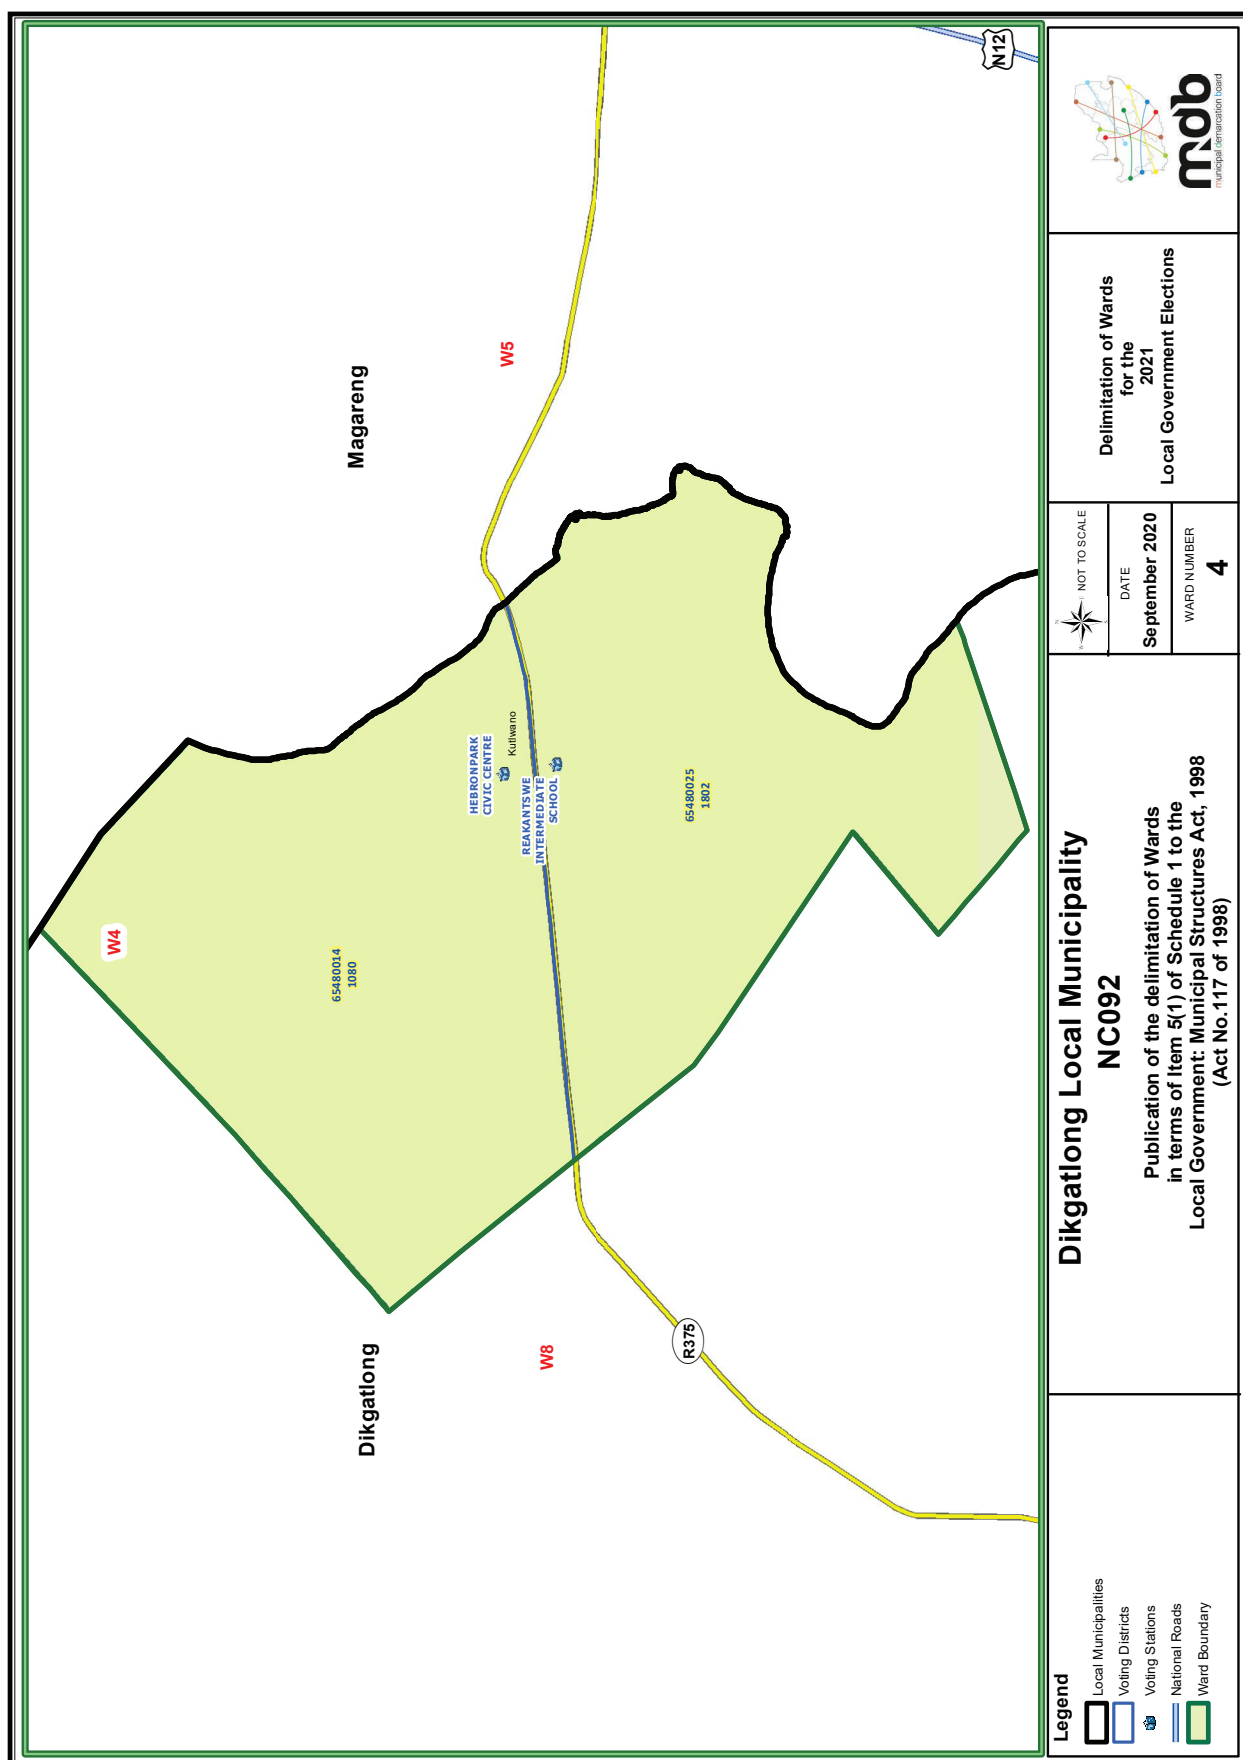 Dikgatlong
Magareng
W4
W5
W8
65480014
1080
HEBRONPARK
CIVIC CENTRE
Kutlwano
REAKANTSWE
INTERMEDIATE
SCHOOL
65480025
1802
R375
N12
Legend
Local Municipalities
Voting Districts
Voting Stations
National Roads
Ward Boundary
Dikgatlong Local Municipality
NC092
Publication of the delimitation of Wards
in terms of Item 5(1) of Schedule 1 to the
Local Government: Municipal Structures Act, 1998
(Act No.117 of 1998)
NOT TO SCALE
DATE
September 2020
WARD NUMBER
4
Delimitation of Wards
for the
2021
Local Government Elections
mdb
municipal demarcation board